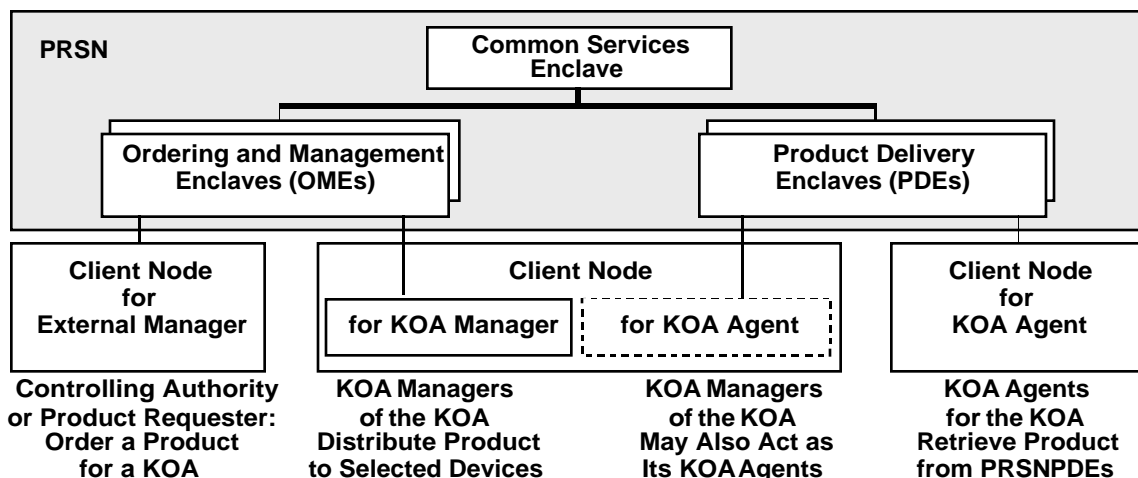 PRSN
Common Services
Enclave
Ordering and Management
Enclaves (OMEs)
Product Delivery
Enclaves (PDEs)
Client Node
for
External Manager
Client Node
for KOA Manager
for KOA Agent
Client Node
for
KOA Agent
Controlling Authority
or Product Requester:
Order a Product
for a KOA
KOA Managers
of the KOA
Distribute Product
to Selected Devices
KOA Managers
of the KOA
May Also Act as
Its KOA Agents
KOA Agents
for the KOA
Retrieve Product
from PRSNPDEs